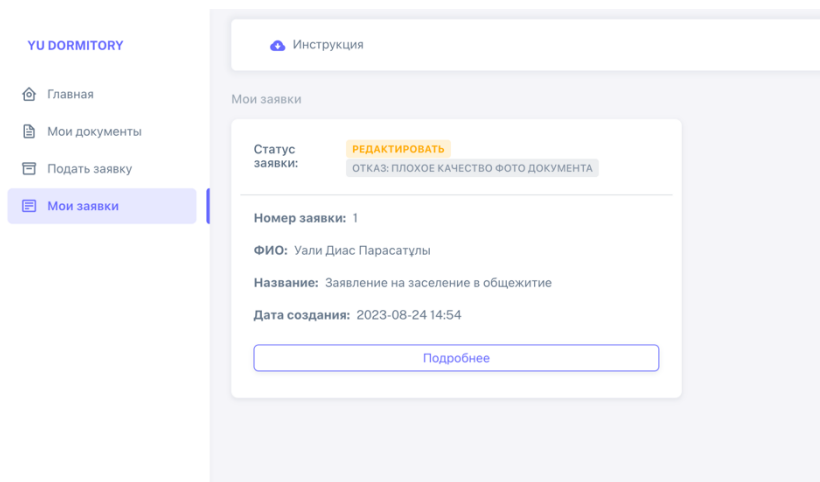 YU DORMITORY
Главная
Мои документы
Подать заявку
Мои заявки
Инструкция
Мои заявки
Статус заявки:
РЕДАКТИРОВАТЬ
ОТКАЗ: ПЛОХОЕ КАЧЕСТВО ФОТО ДОКУМЕНТА
Номер заявки: 1
ФИО: Уали Диас Парасатұлы
Название: Заявление на заселение в общежитие
Дата создания: 2023-08-24 14:54
Подробнее